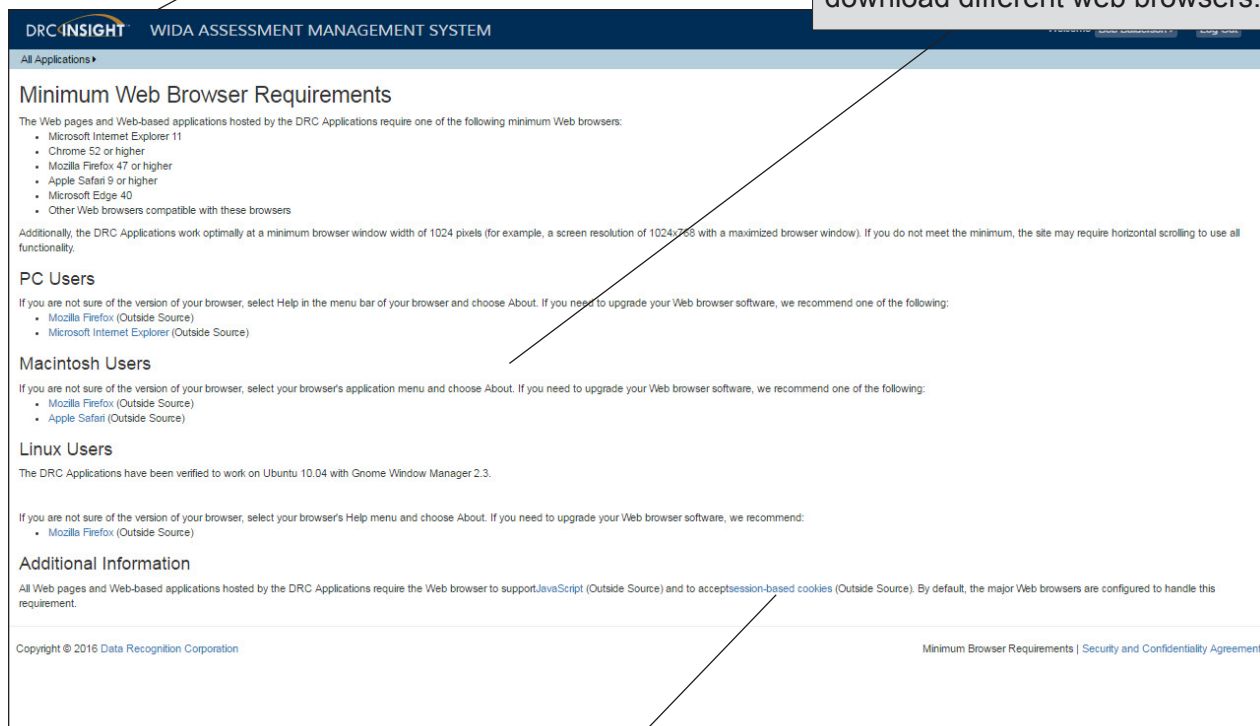 download different web browsers.
DRC INSIGHT™ WIDA ASSESSMENT MANAGEMENT SYSTEM
Welcome Bob Balderson Log Out
All Applications
Minimum Web Browser Requirements
The Web pages and Web-based applications hosted by the DRC Applications require one of the following minimum Web browsers:
• Microsoft Internet Explorer 11
• Chrome 52 or higher
• Mozilla Firefox 47 or higher
• Apple Safari 9 or higher
• Microsoft Edge 40
• Other Web browsers compatible with these browsers
Additionally, the DRC Applications work optimally at a minimum browser window width of 1024 pixels (for example, a screen resolution of 1024x768 with a maximized browser window). If you do not meet the minimum, the site may require horizontal scrolling to use all
functionality.
PC Users
If you are not sure of the version of your browser, select Help in the menu bar of your browser and choose About. If you need to upgrade your Web browser software, we recommend one of the following:
• Mozilla Firefox (Outside Source)
• Microsoft Internet Explorer (Outside Source)
Macintosh Users
If you are not sure of the version of your browser, select your browser's application menu and choose About. If you need to upgrade your Web browser software, we recommend one of the following:
• Mozilla Firefox (Outside Source)
• Apple Safari (Outside Source)
Linux Users
The DRC Applications have been verified to work on Ubuntu 10.04 with Gnome Window Manager 2.3.
If you are not sure of the version of your browser, select your browser's Help menu and choose About. If you need to upgrade your Web browser software, we recommend:
• Mozilla Firefox (Outside Source)
Additional Information
All Web pages and Web-based applications hosted by the DRC Applications require the Web browser to supportJavaScript (Outside Source) and to acceptsession-based cookies (Outside Source). By default, the major Web browsers are configured to handle this
requirement.
Copyright © 2016 Data Recognition Corporation
Minimum Browser Requirements | Security and Confidentiality Agreement